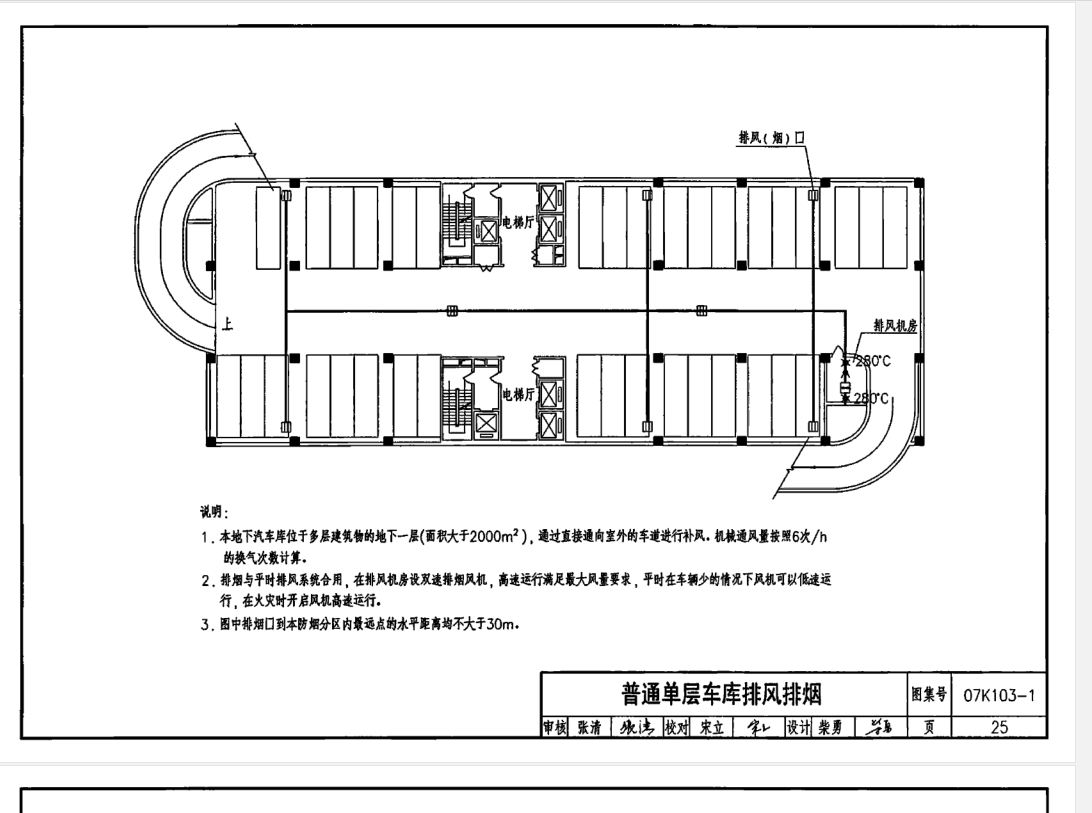 排风(烟)口
电梯厅
上
排风机房
280°C
电梯厅
280°C
说明:
1. 本地下汽车库位于多层建筑物的地下一层(面积大于2000m²), 通过直接通向室外的车道进行补风。机械通风量按照6次/h
的换气次数计算。
2. 排烟与平时排风系统合用, 在排风机房设双速排烟风机, 高速运行满足最大风量要求, 平时在车辆少的情况下风机可以低速运
行, 在火灾时开启风机高速运行。
3. 图中排烟口到本防烟分区内最远点的水平距离均不大于30m。
普通单层车库排风排烟 图集号 07K103-1
审核 张清 校对 宋立 设计 柴勇 页 25